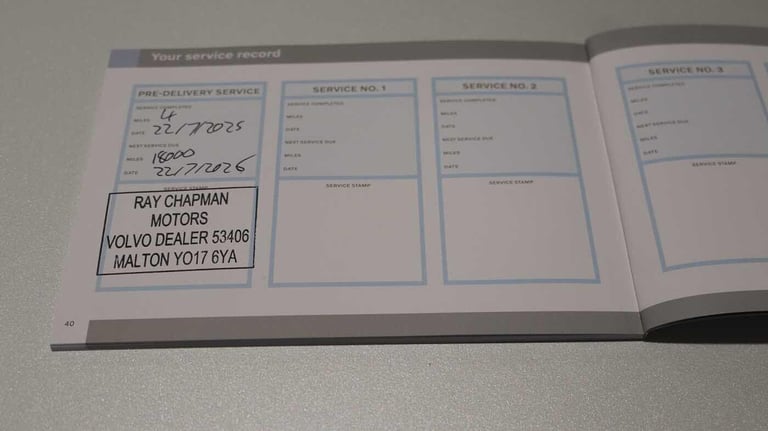 Your service record
PRE-DELIVERY SERVICE
SERVICE COMPLETED
MILES 4
DATE 22/7/2025
NEXT SERVICE DUE
MILES 18000
DATE 22/7/2026
SERVICE STAMP
RAY CHAPMAN
MOTORS
VOLVO DEALER 53406
MALTON YO17 6YA
SERVICE NO. 1
SERVICE COMPLETED
MILES
DATE
NEXT SERVICE DUE
MILES
DATE
SERVICE STAMP
SERVICE NO. 2
SERVICE COMPLETED
MILES
DATE
NEXT SERVICE DUE
MILES
DATE
SERVICE STAMP
SERVICE NO. 3
SERVICE COMPLETED
MILES
DATE
NEXT SERVICE DUE
MILES
DATE
SERVICE STAMP
40